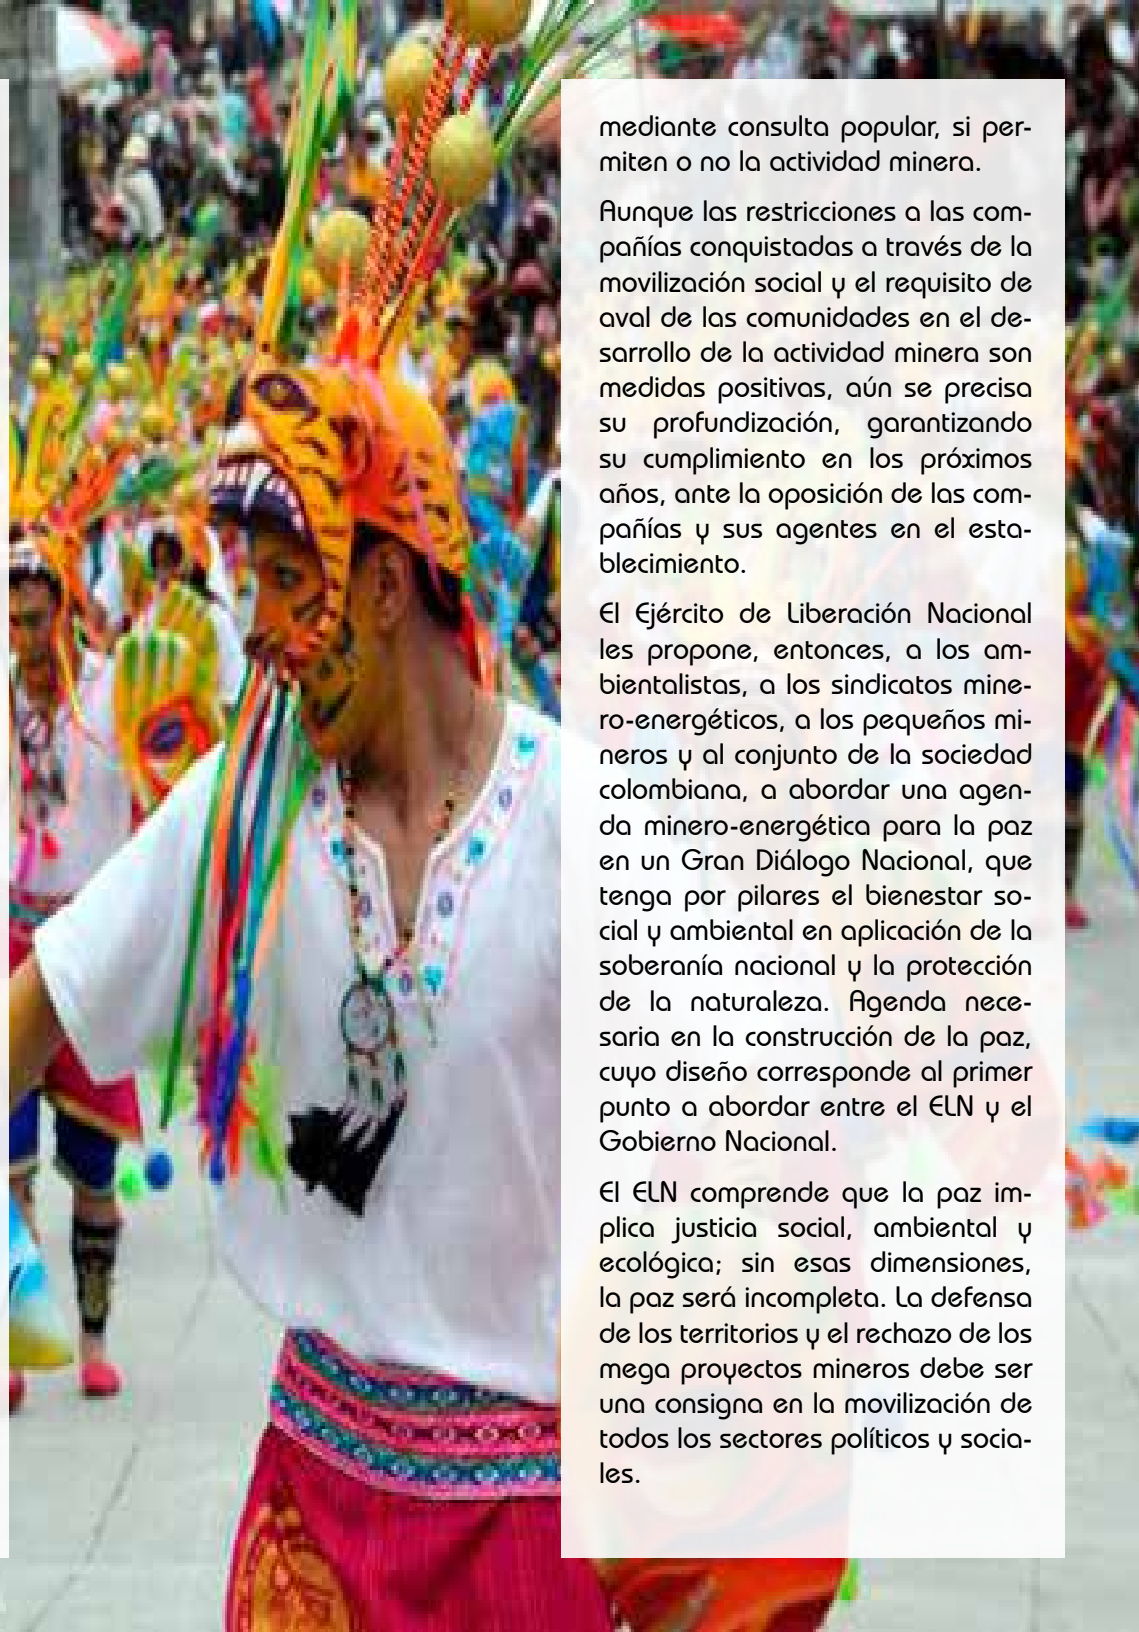 mediante consulta popular, si per-
miten o no la actividad minera.
Aunque las restricciones a las com-
pañías conquistadas a través de la
movilización social y el requisito de
aval de las comunidades en el de-
sarrollo de la actividad minera son
medidas positivas, aún se precisa
su profundización, garantizando
su cumplimiento en los próximos
años, ante la oposición de las com-
pañías y sus agentes en el esta-
blecimiento.
El Ejército de Liberación Nacional
les propone, entonces, a los am-
bientalistas, a los sindicatos mine-
ro-energéticos, a los pequeños mi-
neros y al conjunto de la sociedad
colombiana, a abordar una agen-
da minero-energética para la paz
en un Gran Diálogo Nacional, que
tenga por pilares el bienestar so-
cial y ambiental en aplicación de la
soberanía nacional y la protección
de la naturaleza. Agenda nece-
saria en la construcción de la paz,
cuyo diseño corresponde al primer
punto a abordar entre el ELN y el
Gobierno Nacional.
El ELN comprende que la paz im-
plica justicia social, ambiental y
ecológica; sin esas dimensiones,
la paz será incompleta. La defensa
de los territorios y el rechazo de los
mega proyectos mineros debe ser
una consigna en la movilización de
todos los sectores políticos y socia-
les.